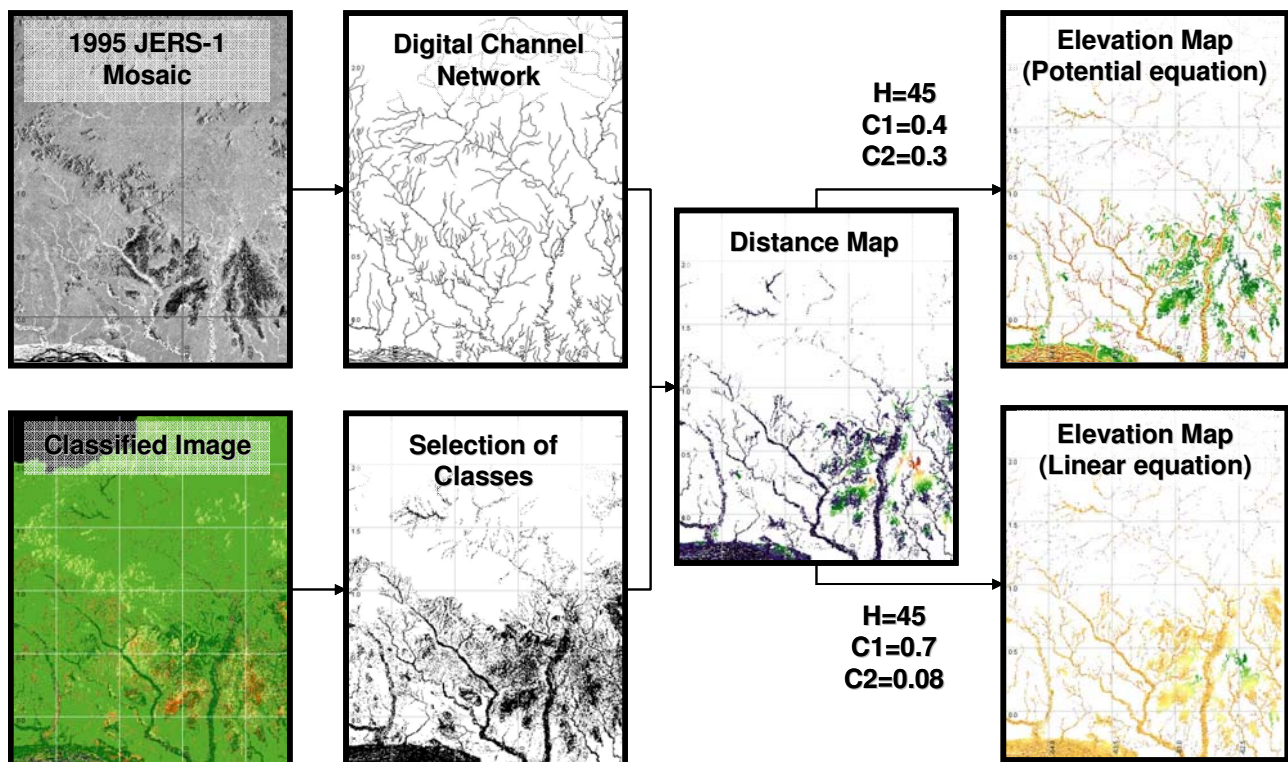 1995 JERS-1
Mosaic
Digital Channel
Network
H=45
C1=0.4
C2=0.3
Elevation Map
(Potential equation)
Distance Map
Classified Image
Selection of
Classes
H=45
C1=0.7
C2=0.08
Elevation Map
(Linear equation)